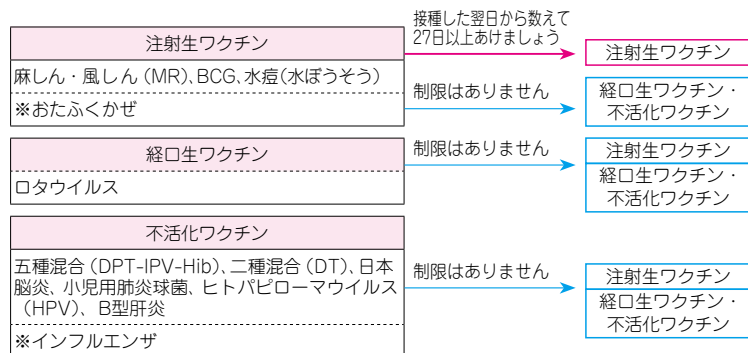 接種した翌日から数えて
27日以上あけましょう
注射生ワクチン
注射生ワクチン
麻しん・風しん(MR)、BCG、水痘(水ぼうそう)
※おたふくかぜ
制限はありません
経口生ワクチン・
不活化ワクチン
経口生ワクチン
ロタウイルス
制限はありません
注射生ワクチン
経口生ワクチン・
不活化ワクチン
不活化ワクチン
五種混合(DPT-IPV-Hib)、二種混合(DT)、日本
脳炎、小児用肺炎球菌、ヒトパピローマウイルス
(HPV)、B型肝炎
※インフルエンザ
制限はありません
注射生ワクチン
経口生ワクチン・
不活化ワクチン